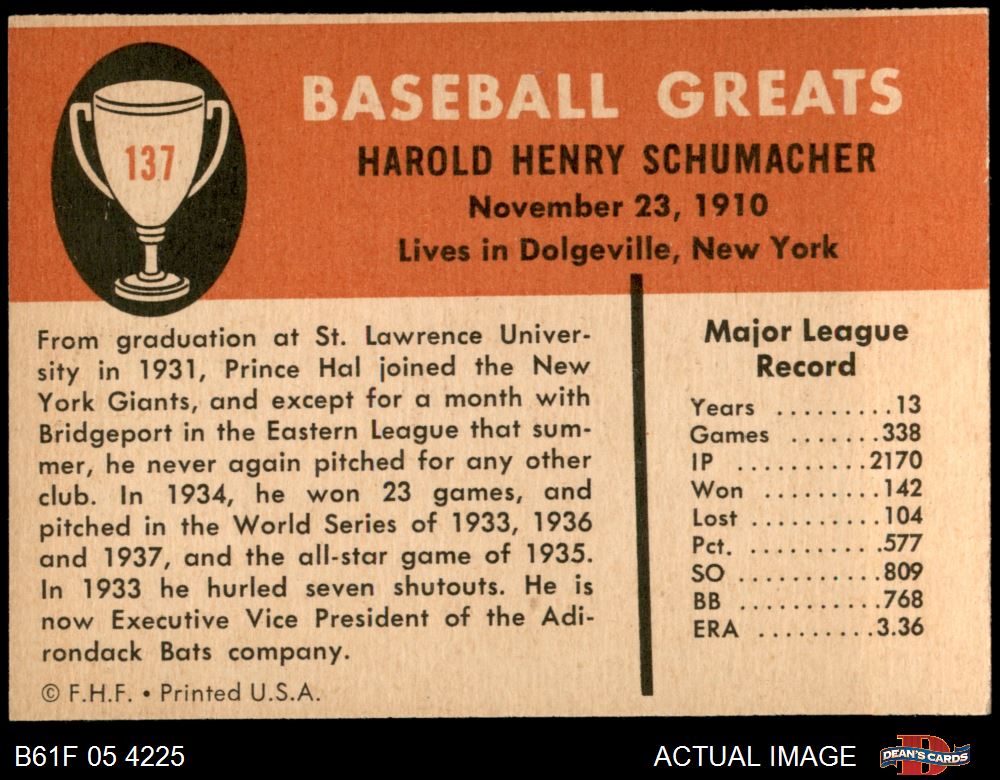 137
BASEBALL GREATS
HAROLD HENRY SCHUMACHER
November 23, 1910
Lives in Dolgeville, New York
From graduation at St. Lawrence Univer-
sity in 1931, Prince Hal joined the New
York Giants, and except for a month with
Bridgeport in the Eastern League that sum-
mer, he never again pitched for any other
club. In 1934, he won 23 games, and
pitched in the World Series of 1933, 1936
and 1937, and the all-star game of 1935.
In 1933 he hurled seven shutouts. He is
now Executive Vice President of the Adi-
rondack Bats company.
© F.H.F. • Printed U.S.A.
Major League
Record
Years .........13
Games .......338
IP ..........2170
Won .........142
Lost ..........104
Pct. ..........577
SO ...........809
BB ...........768
ERA .........3.36
B61F 05 4225
ACTUAL IMAGE
DEAN'S CARDS